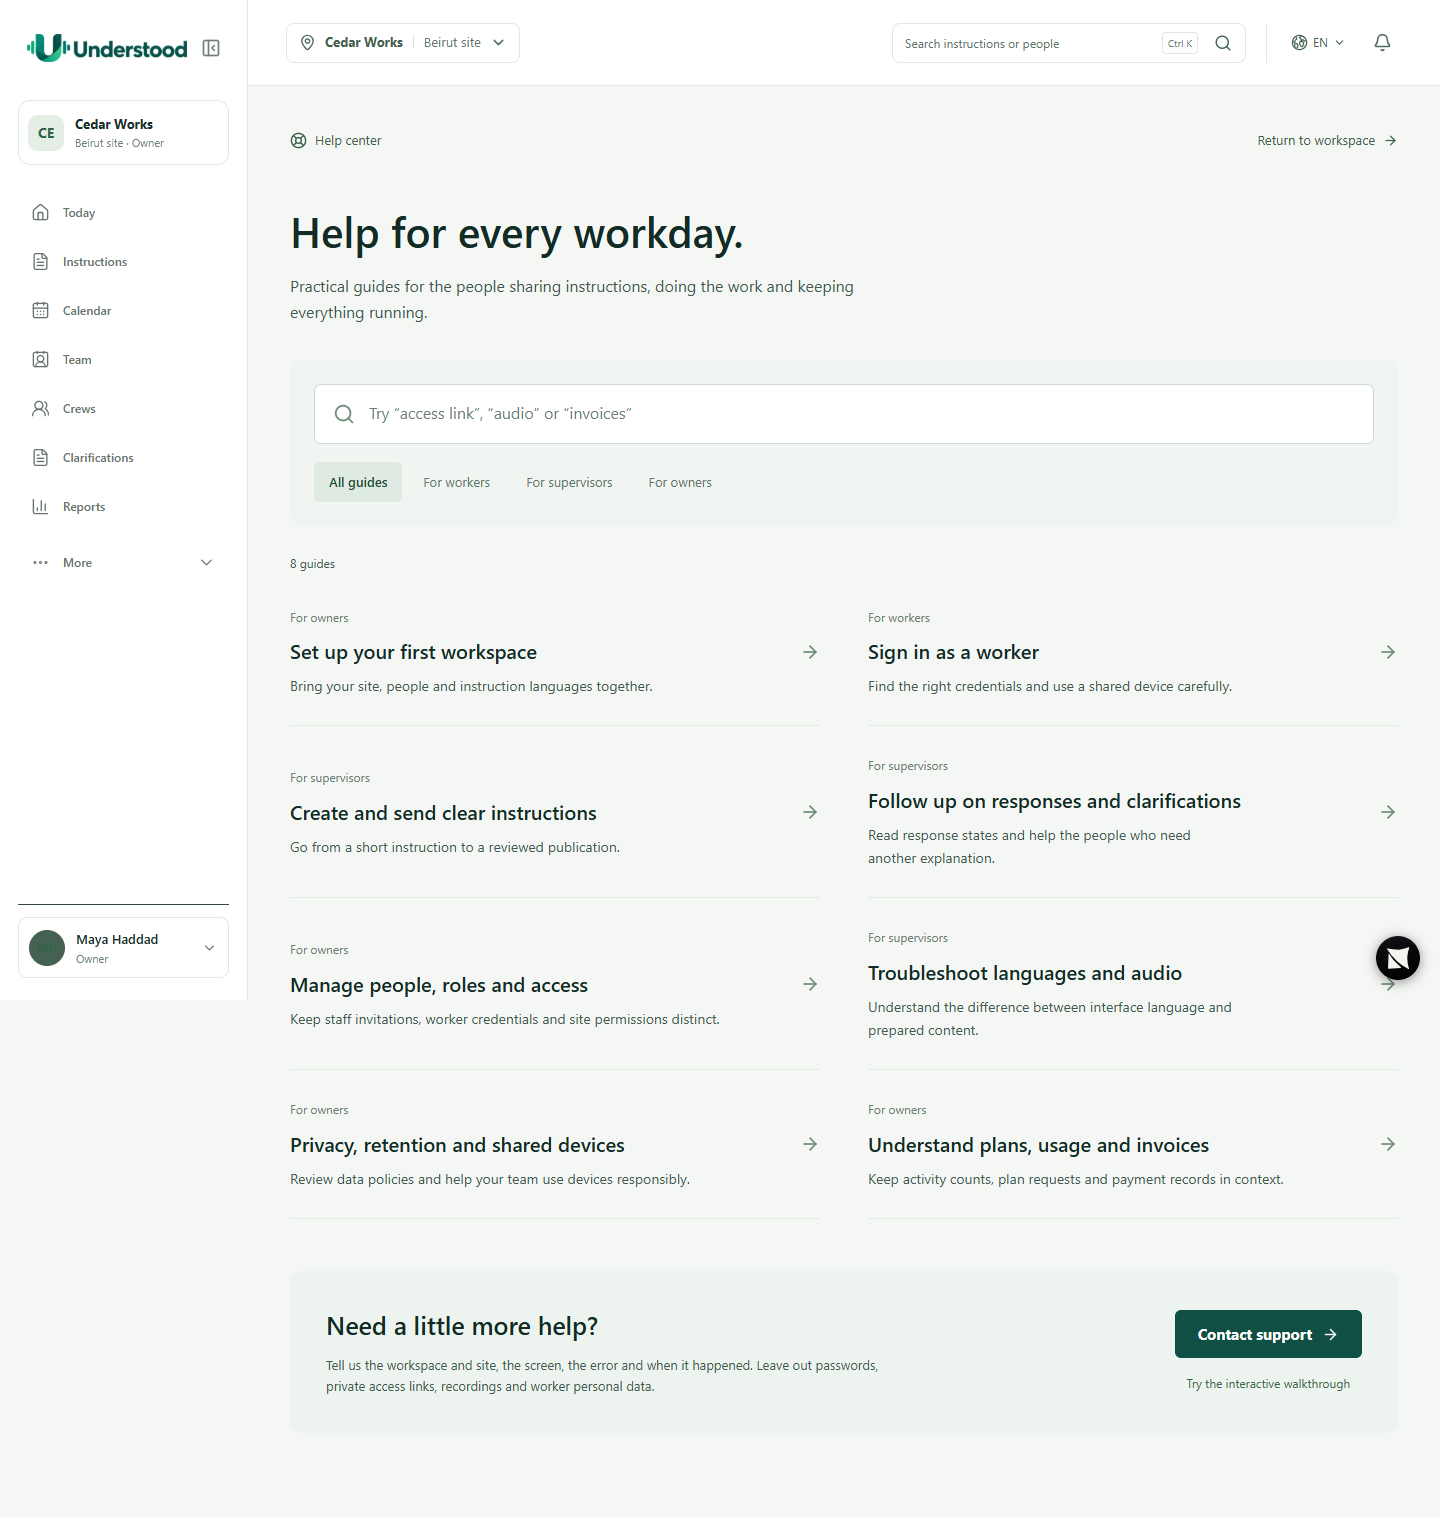 Understood
Cedar Works
Beirut site
Search instructions or people
Ctrl K
EN
CE
Cedar Works
Beirut site · Owner
Today
Instructions
Calendar
Team
Crews
Clarifications
Reports
More
Maya Haddad
Owner
Help center
Return to workspace
Help for every workday.
Practical guides for the people sharing instructions, doing the work and keeping
everything running.
Try “access link”, “audio” or “invoices”
All guides
For workers
For supervisors
For owners
8 guides
For owners
Set up your first workspace
Bring your site, people and instruction languages together.
For workers
Sign in as a worker
Find the right credentials and use a shared device carefully.
For supervisors
Create and send clear instructions
Go from a short instruction to a reviewed publication.
For supervisors
Follow up on responses and clarifications
Read response states and help the people who need
another explanation.
For owners
Manage people, roles and access
Keep staff invitations, worker credentials and site permissions distinct.
For supervisors
Troubleshoot languages and audio
Understand the difference between interface language and
prepared content.
For owners
Privacy, retention and shared devices
Review data policies and help your team use devices responsibly.
For owners
Understand plans, usage and invoices
Keep activity counts, plan requests and payment records in context.
Need a little more help?
Tell us the workspace and site, the screen, the error and when it happened. Leave out passwords,
private access links, recordings and worker personal data.
Contact support
Try the interactive walkthrough